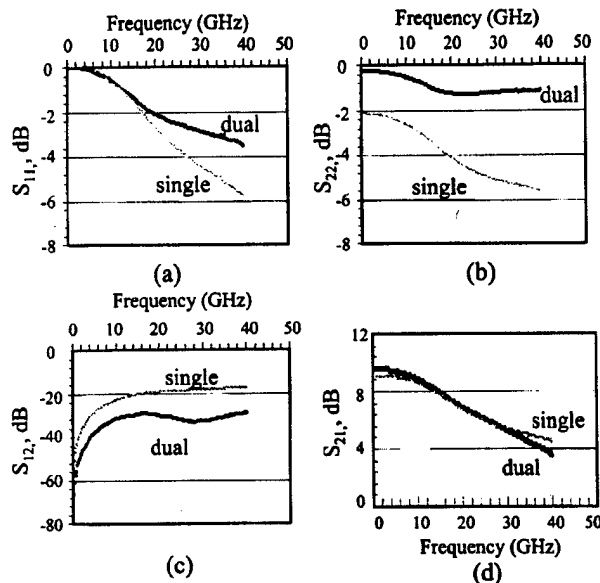 Frequency (GHz)
0 10 20 30 40 50
0
-2
-4
-6
-8
S11, dB
dual
single
(a)
Frequency (GHz)
0 10 20 30 40 50
0
-2
-4
-6
-8
S22, dB
dual
single
(b)
Frequency (GHz)
0 10 20 30 40 50
0
-20
-40
-60
-80
S12, dB
single
dual
(c)
12
8
4
0
S21, dB
single
dual
0 10 20 30 40 50
Frequency (GHz)
(d)